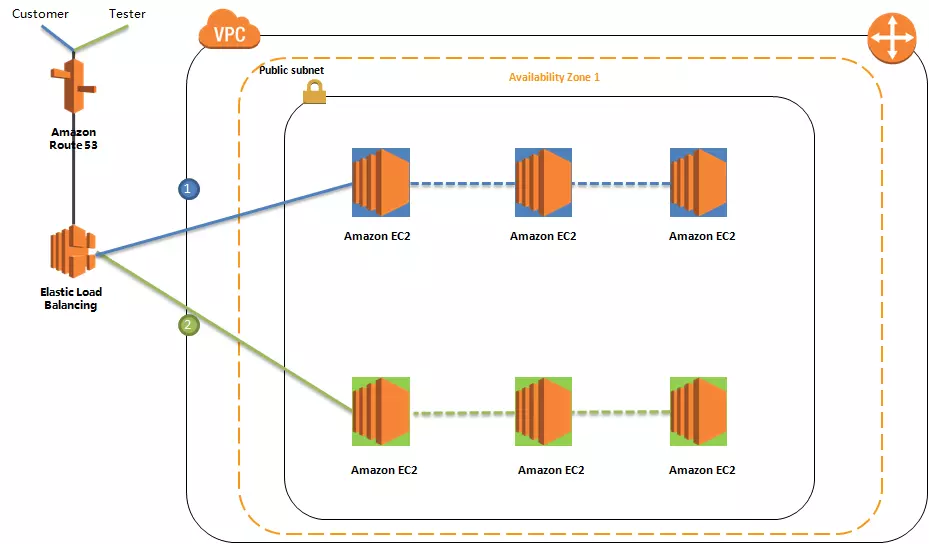 Customer
Tester
VPC
Public subnet
Availability Zone 1
Amazon
Route 53
1
Amazon EC2
Amazon EC2
Amazon EC2
Elastic Load
Balancing
2
Amazon EC2
Amazon EC2
Amazon EC2